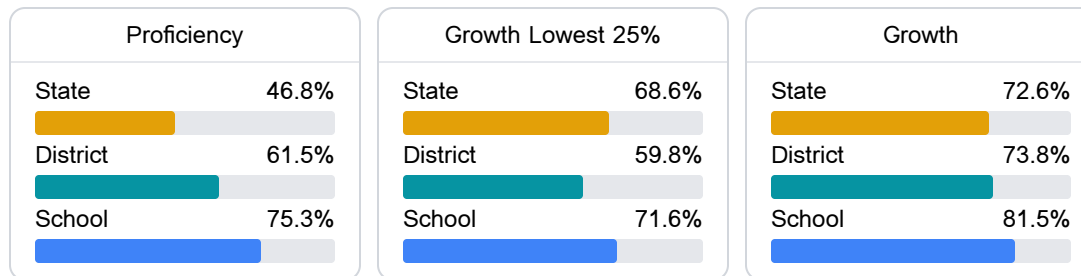 Proficiency
State 46.8%
District 61.5%
School 75.3%
Growth Lowest 25%
State 68.6%
District 59.8%
School 71.6%
Growth
State 72.6%
District 73.8%
School 81.5%